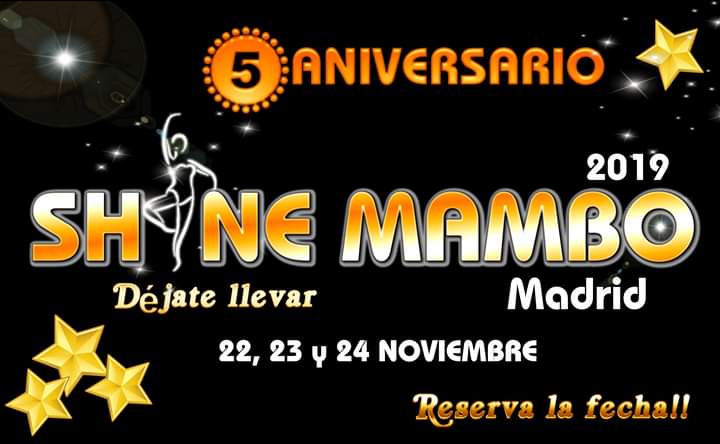 5 ANIVERSARIO
2019
SHINE MAMBO
Déjate llevar
Madrid
22, 23 y 24 NOVIEMBRE
Reserva la fecha!!